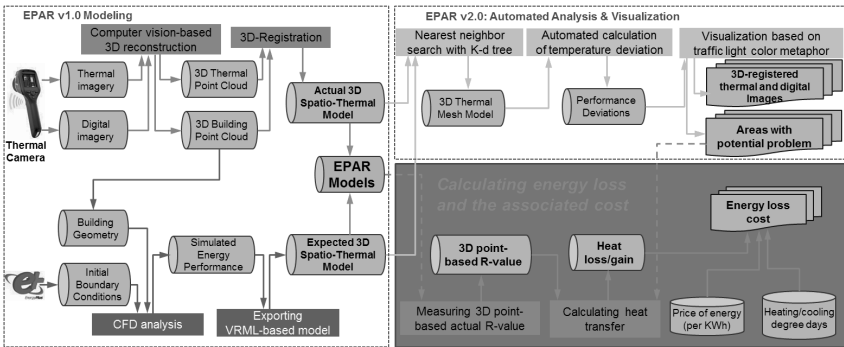 EPAR v1.0 Modeling
Computer vision-based
3D reconstruction
3D-Registration
Thermal
imagery
3D Thermal
Point Cloud
Actual 3D
Spatio-Thermal
Model
Digital
imagery
3D Building
Point Cloud
Thermal
Camera
EPAR
Models
Building
Geometry
Simulated
Energy
Performance
Expected 3D
Spatio-Thermal
Model
Initial
Boundary
Conditions
EnergyPlus
CFD analysis
Exporting
VRML-based model
EPAR v2.0: Automated Analysis & Visualization
Nearest neighbor
search with K-d tree
Automated calculation
of temperature deviation
Visualization based on
traffic light color metaphor
3D Thermal
Mesh Model
Performance
Deviations
3D-registered
thermal and digital
Images
Areas with
potential problem
Calculating energy loss
and the associated cost
Energy loss
cost
3D point-
based R-value
Heat
loss/gain
Measuring 3D point-
based actual R-value
Calculating heat
transfer
Price of energy
(per KWh)
Heating/cooling
degree days